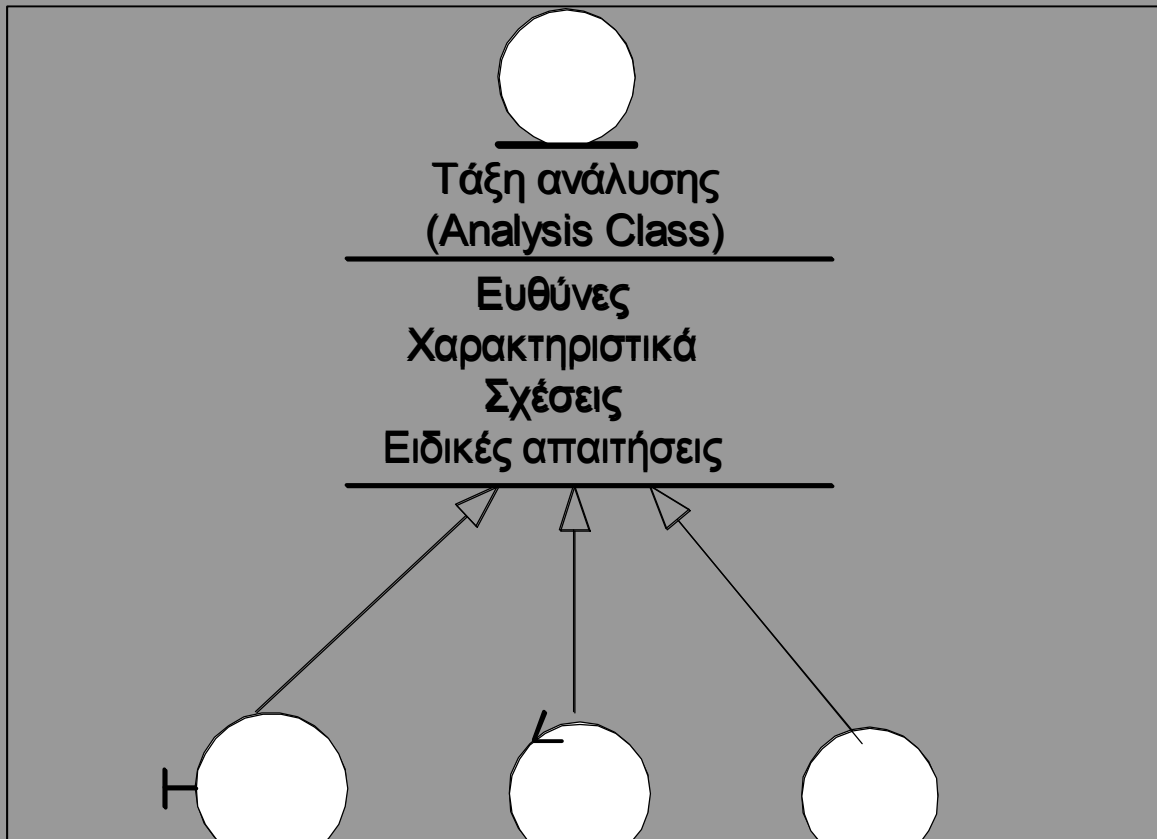 Τάξη ανάλυσης
(Analysis Class)
Ευθύνες
Χαρακτηριστικά
Σχέσεις
Ειδικές απαιτήσεις